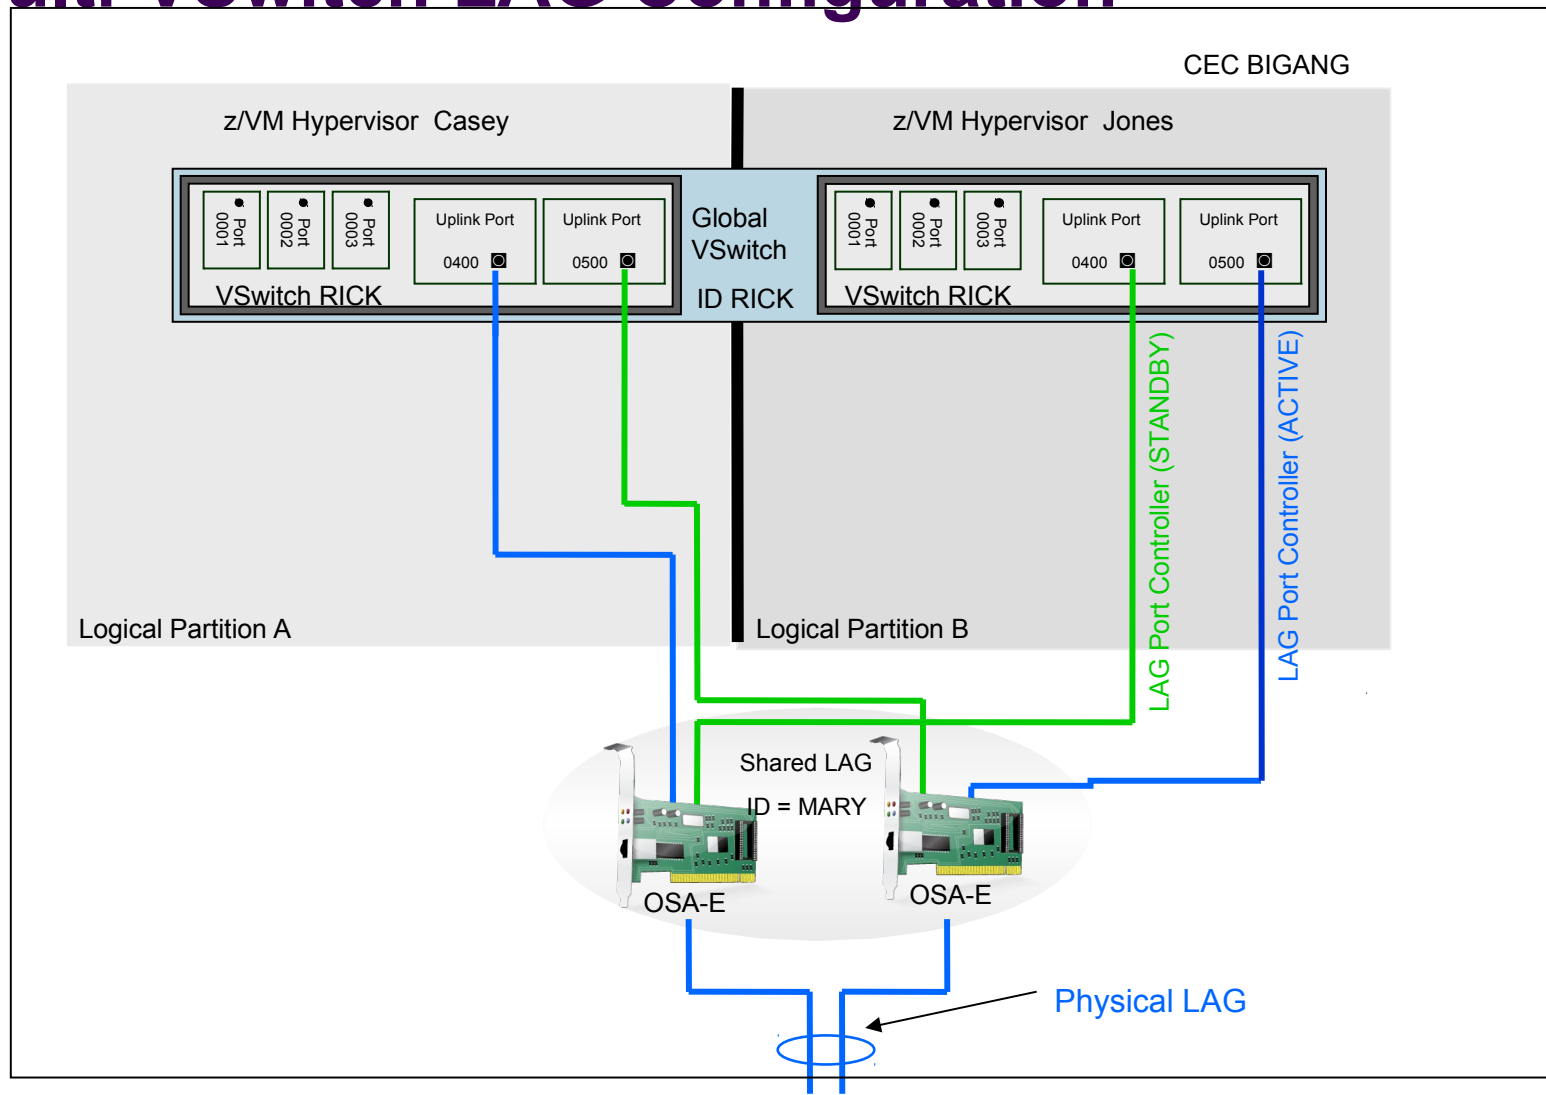 VSwitch LAG Configuration
CEC BIGANG
z/VM Hypervisor Casey
z/VM Hypervisor Jones
Port 0001
Port 0002
Port 0003
Uplink Port
0400
Uplink Port
0500
VSwitch RICK
Global
VSwitch
ID RICK
Port 0001
Port 0002
Port 0003
Uplink Port
0400
Uplink Port
0500
VSwitch RICK
LAG Port Controller (STANDBY)
LAG Port Controller (ACTIVE)
Logical Partition A
Logical Partition B
Shared LAG
ID = MARY
OSA-E
OSA-E
Physical LAG